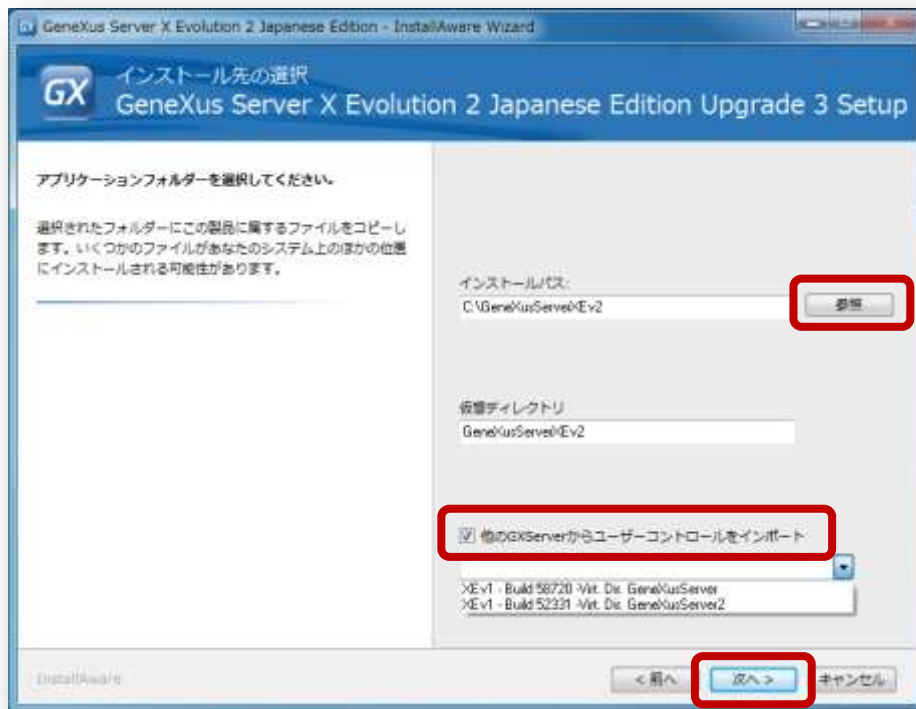 GeneXus Server X Evolution 2 Japanese Edition - InstallAware Wizard
GX
インストール先の選択
GeneXus Server X Evolution 2 Japanese Edition Upgrade 3 Setup
アプリケーションフォルダーを選択してください。
選択されたフォルダーにこの製品に属するファイルをコピーし
ます。いくつかのファイルがあなたのシステム上のほかの位置
にインストールされる可能性があります。
インストールパス:
C:\GeneXusServerXEv2
参照
仮想ディレクトリ
GeneXusServerXEv2
他のGXServerからユーザーコントロールをインポート
XEv1 - Build 58720 -Virt. Dir. GeneXusServer
XEv1 - Build 52331 -Virt. Dir. GeneXusServer2
InstallAware
< 前へ
次へ >
キャンセル